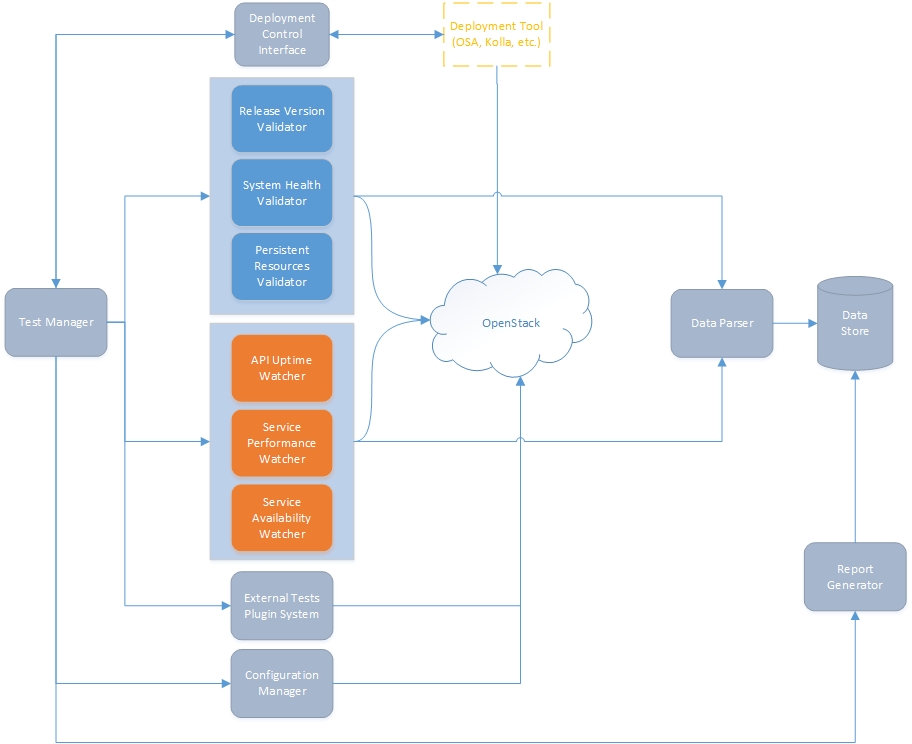 Deployment
Control
Interface
Deployment Tool
(OSA, Kolla, etc.)
Release Version
Validator
System Health
Validator
Persistent
Resources
Validator
Test Manager
OpenStack
Data Parser
Data
Store
API Uptime
Watcher
Service
Performance
Watcher
Service
Availability
Watcher
External Tests
Plugin System
Report
Generator
Configuration
Manager